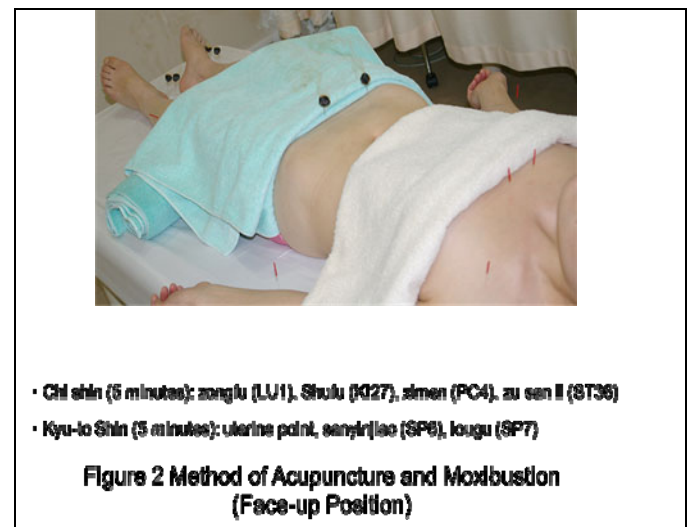 · Chi shin (5 minutes): zongfu (LU1), Shufu (KI27), ximen (PC4), zu san li (ST36)
· Kyu-to Shin (5 minutes): uterine point, sanyinjiao (SP6), lougu (SP7)
Figure 2 Method of Acupuncture and Moxibustion
(Face-up Position)